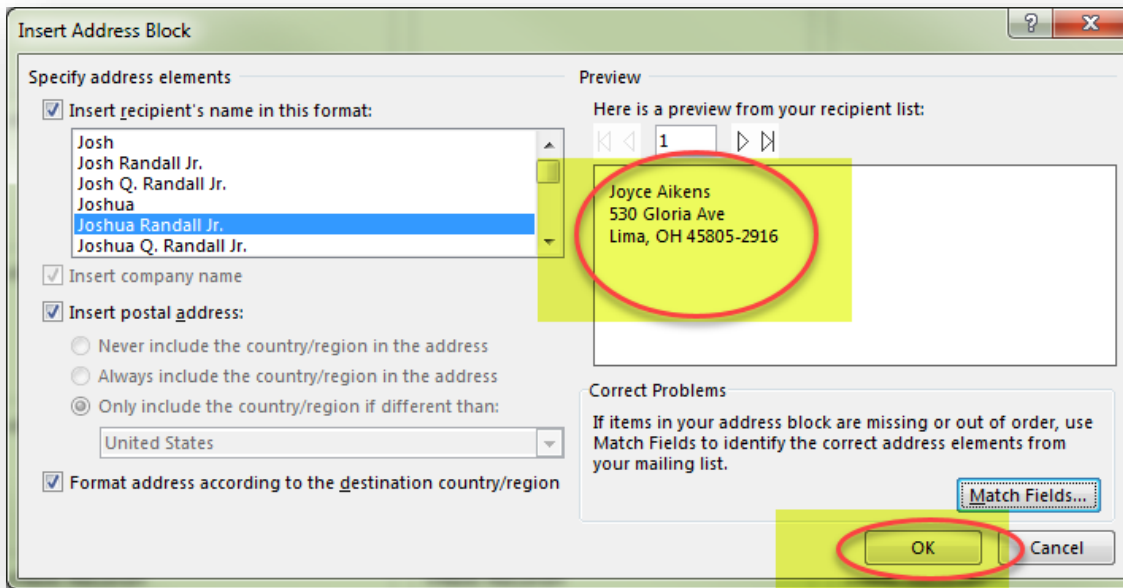 Insert Address Block
Specify address elements
Insert recipient's name in this format:
Josh
Josh Randall Jr.
Josh Q. Randall Jr.
Joshua
Joshua Randall Jr.
Joshua Q. Randall Jr.
Insert company name
Insert postal address:
Never include the country/region in the address
Always include the country/region in the address
Only include the country/region if different than:
United States
Format address according to the destination country/region
Preview
Here is a preview from your recipient list:
1
Joyce Aikens
530 Gloria Ave
Lima, OH 45805-2916
Correct Problems
If items in your address block are missing or out of order, use
Match Fields to identify the correct address elements from
your mailing list.
Match Fields...
OK
Cancel